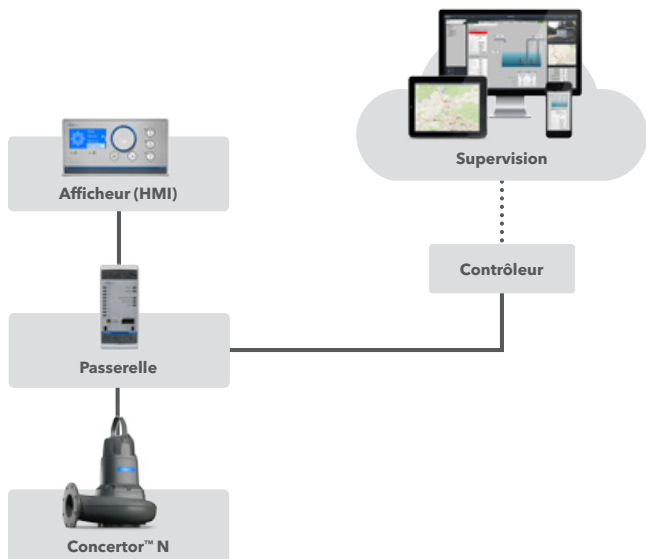 Supervision
Afficheur (HMI)
Contrôleur
Passerelle
Concertor™ N